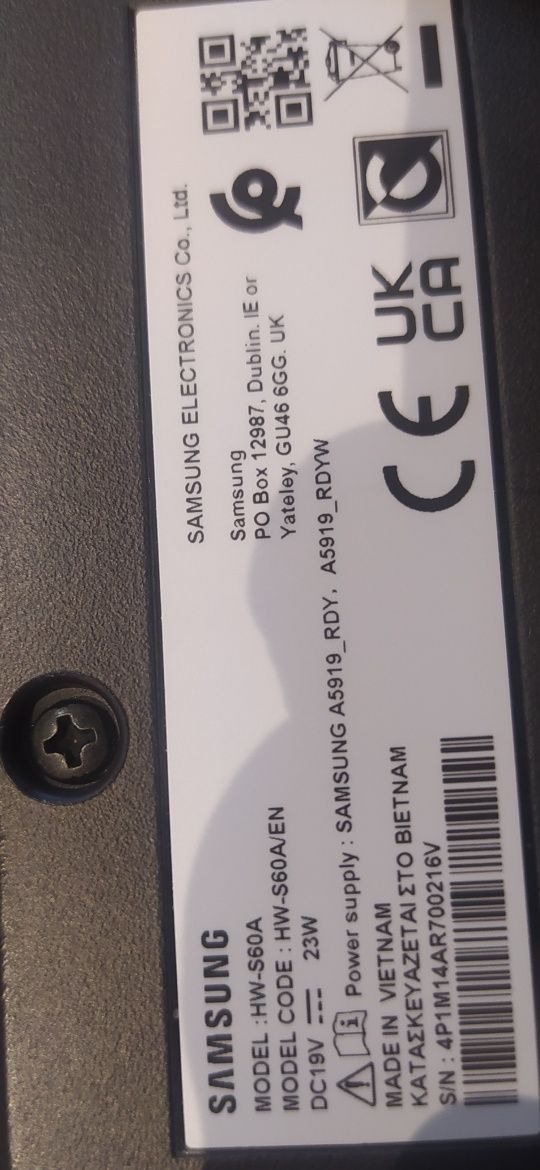 SAMSUNG
MODEL : HW-S60A
MODEL CODE : HW-S60A/EN
DC19V 23W
Power supply : SAMSUNG A5919_RDY, A5919_RDYW
MADE IN VIETNAM
ΚΑΤΑΣΚΕΥΑΖΕΤΑΙ ΣΤΟ ΒΙΕΤΝΑΜ
S/N : 4P1M14AR700216V
SAMSUNG ELECTRONICS Co., Ltd.
Samsung
PO Box 12987, Dublin. IE or
Yateley, GU46 6GG. UK
CE
UK
CA